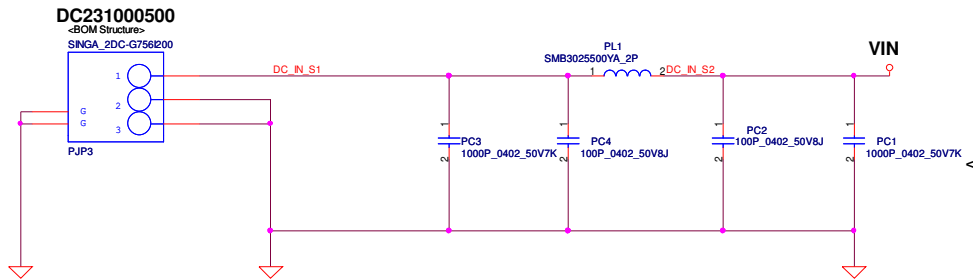 DC231000500
<BOM Structure>
SINGA_2DC-G756I200
1
2
3
G
G
PJP3
DC_IN_S1
PL1
SMB3025500YA_2P
1
2
DC_IN_S2
VIN
1
2
PC3
1000P_0402_50V7K
1
2
PC4
100P_0402_50V8J
1
2
PC2
100P_0402_50V8J
1
2
PC1
1000P_0402_50V7K
<